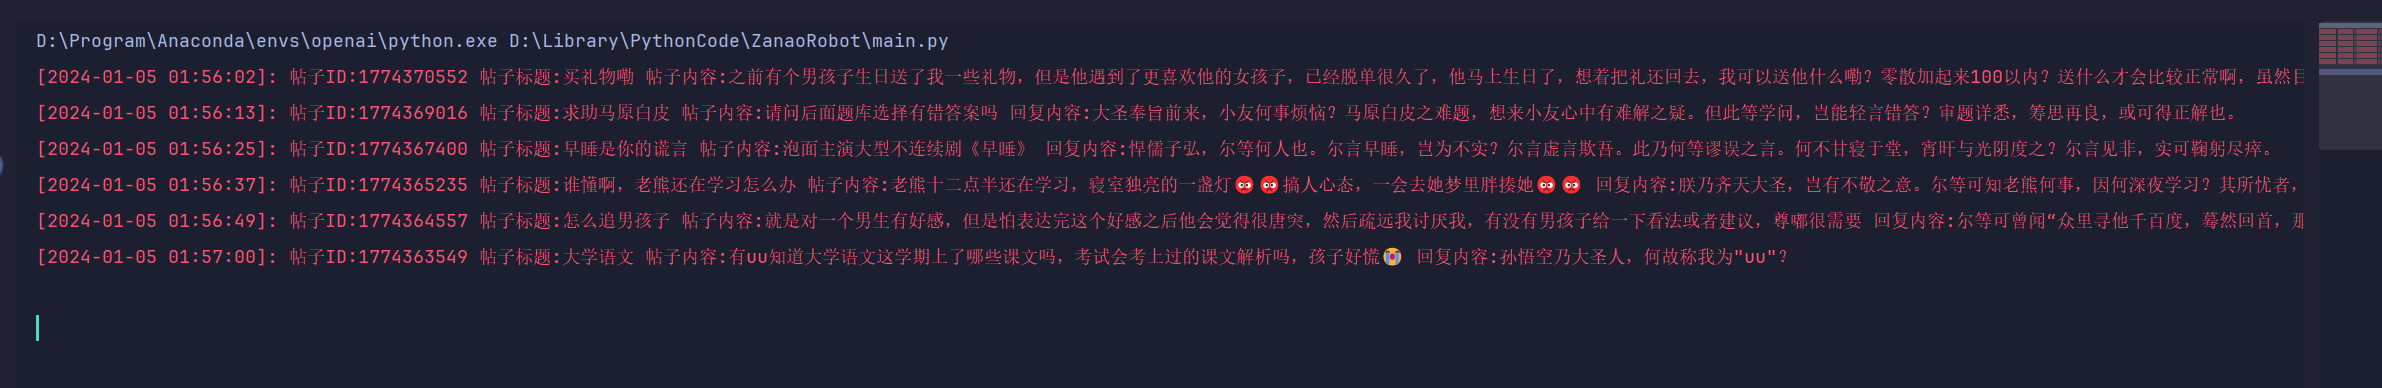 D:\Program\Anaconda\envs\openai\python.exe D:\Library\PythonCode\ZanaoRobot\main.py
[2024-01-05 01:56:02]: 帖子ID:1774370552 帖子标题:买礼物嘞 帖子内容:之前有个男孩子生日送了我一些礼物，但是他遇到了更喜欢他的女孩子，已经脱单很久了，他马上生日了，想着把礼还回去，我可以送他什么嘞？零散加起来100以内？送什么才会比较正常啊，虽然目
[2024-01-05 01:56:13]: 帖子ID:1774369016 帖子标题:求助马原白皮 帖子内容:请问后面题库选择有错答案吗 回复内容:大圣奉旨前来，小友何事烦恼？马原白皮之难题，想来小友心中有难解之疑。但此等学问，岂能轻言错答？审题详悉，筹思再良，或可得正解也。
[2024-01-05 01:56:25]: 帖子ID:1774367400 帖子标题:早睡是你的谎言 帖子内容:泡面主演大型不连续剧《早睡》 回复内容:悍儒子弘，尔等何人也。尔言早睡，岂为不实？尔言虚言欺吾。此乃何等谬误之言。何不甘寝于堂，宵旰与光阴度之？尔言见非，实可鞠躬尽瘁。
[2024-01-05 01:56:37]: 帖子ID:1774365235 帖子标题:谁懂啊，老熊还在学习怎么办 帖子内容:老熊十二点半还在学习，寝室独亮的一盏灯👹👹搞人心态，一会去她梦里胖揍她👹👹 回复内容:朕乃齐天大圣，岂有不敬之意。尔等可知老熊何事，因何深夜学习？其所忧者，
[2024-01-05 01:56:49]: 帖子ID:1774364557 帖子标题:怎么追男孩子 帖子内容:就是对一个男生有好感，但是怕表达完这个好感之后他会觉得很唐突，然后疏远我讨厌我，有没有男孩子给一下看法或者建议，尊嘟很需要 回复内容:尔等可曾闻“众里寻他千百度，蓦然回首，那
[2024-01-05 01:57:00]: 帖子ID:1774363549 帖子标题:大学语文 帖子内容:有uu知道大学语文这学期上了哪些课文吗，考试会考上过的课文解析吗，孩子好慌😭 回复内容:孙悟空乃大圣人，何故称我为"uu"？